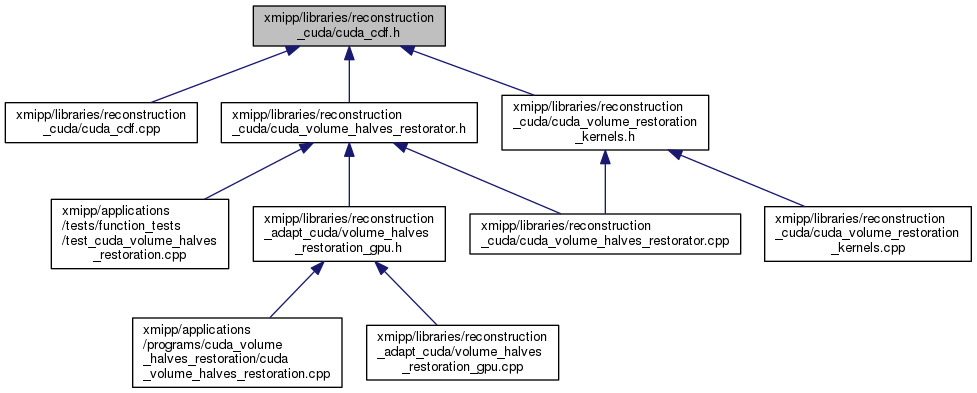 xmipp/libraries/reconstruction
_cuda/cuda_cdf.h
xmipp/libraries/reconstruction
_cuda/cuda_cdf.cpp
xmipp/libraries/reconstruction
_cuda/cuda_volume_halves_restorator.h
xmipp/libraries/reconstruction
_cuda/cuda_volume_restoration
_kernels.h
xmipp/applications
/tests/function_tests
/test_cuda_volume_halves
_restoration.cpp
xmipp/libraries/reconstruction
_adapt_cuda/volume_halves
_restoration_gpu.h
xmipp/libraries/reconstruction
_cuda/cuda_volume_halves_restorator.cpp
xmipp/libraries/reconstruction
_cuda/cuda_volume_restoration
_kernels.cpp
xmipp/applications
/programs/cuda_volume
_halves_restoration/cuda
_volume_halves_restoration.cpp
xmipp/libraries/reconstruction
_adapt_cuda/volume_halves
_restoration_gpu.cpp